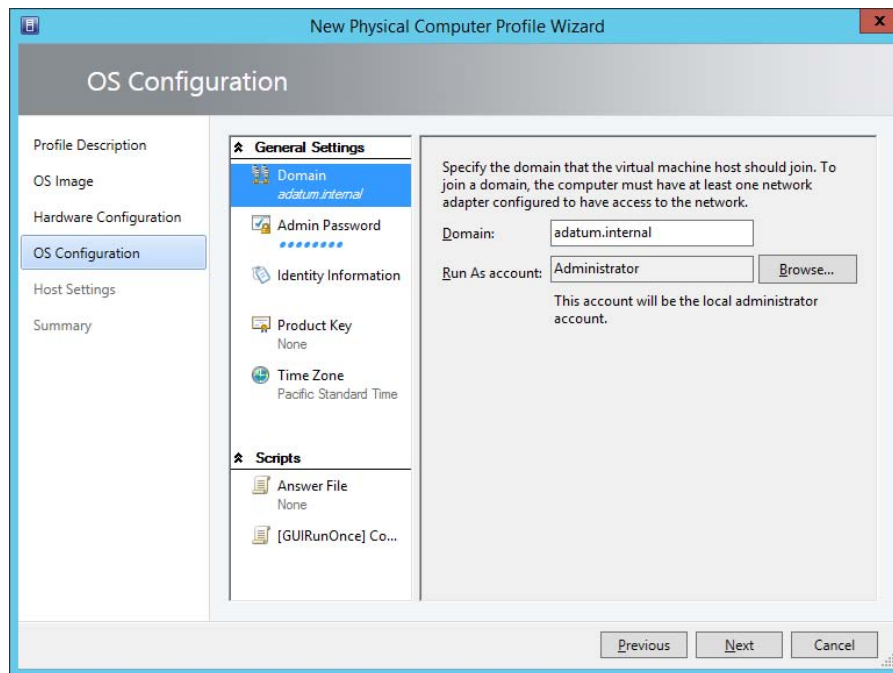 New Physical Computer Profile Wizard
x
OS Configuration
Profile Description
OS Image
Hardware Configuration
OS Configuration
Host Settings
Summary
General Settings
Domain
adatum.internal
Admin Password
Identity Information
Product Key
None
Time Zone
Pacific Standard Time
Scripts
Answer File
None
[GUIRunOnce] Co...
Specify the domain that the virtual machine host should join. To
join a domain, the computer must have at least one network
adapter configured to have access to the network.
Domain: adatum.internal
Run As account: Administrator Browse...
This account will be the local administrator
account.
Previous Next Cancel